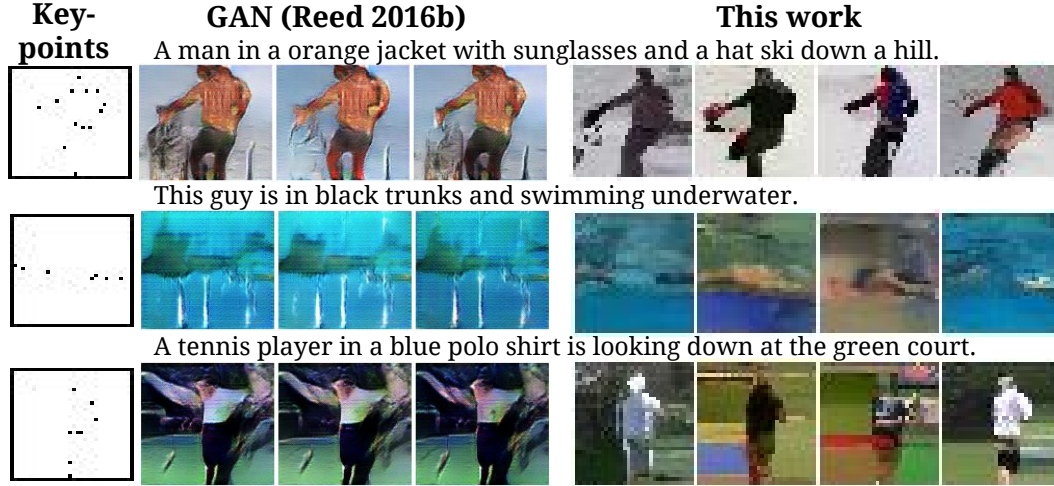 Key-
points
GAN (Reed 2016b)
This work
A man in a orange jacket with sunglasses and a hat ski down a hill.
This guy is in black trunks and swimming underwater.
A tennis player in a blue polo shirt is looking down at the green court.